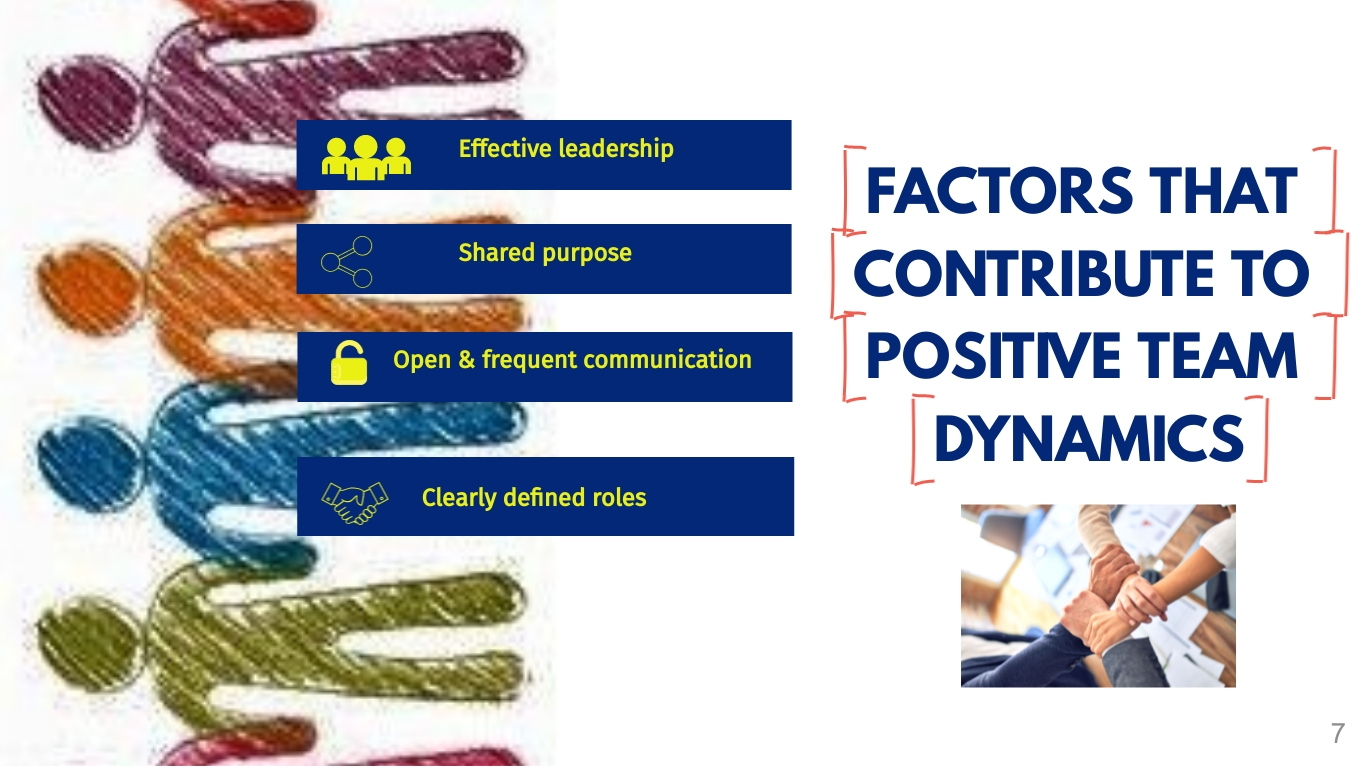 Effective leadership
Shared purpose
Open & frequent communication
Clearly defined roles
FACTORS THAT
CONTRIBUTE TO
POSITIVE TEAM
DYNAMICS
7